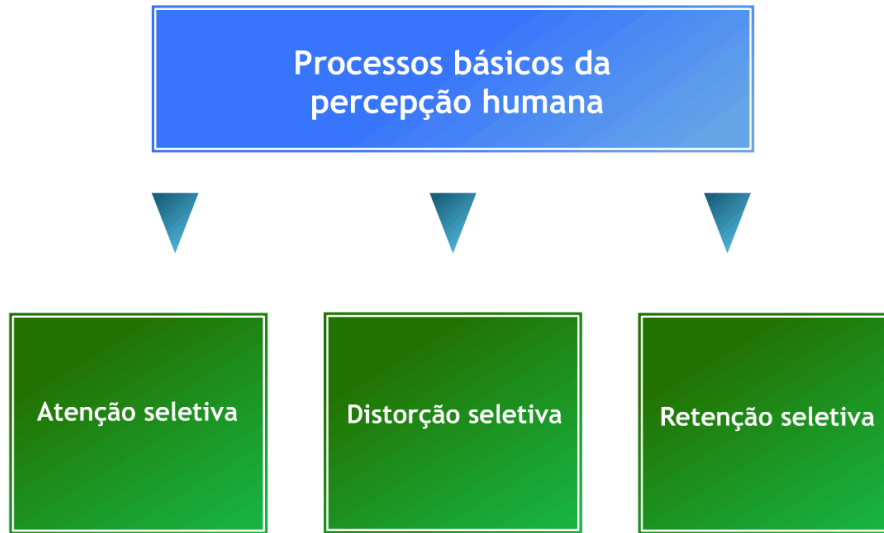 Processos básicos da
percepção humana
Atenção seletiva
Distorção seletiva
Retenção seletiva